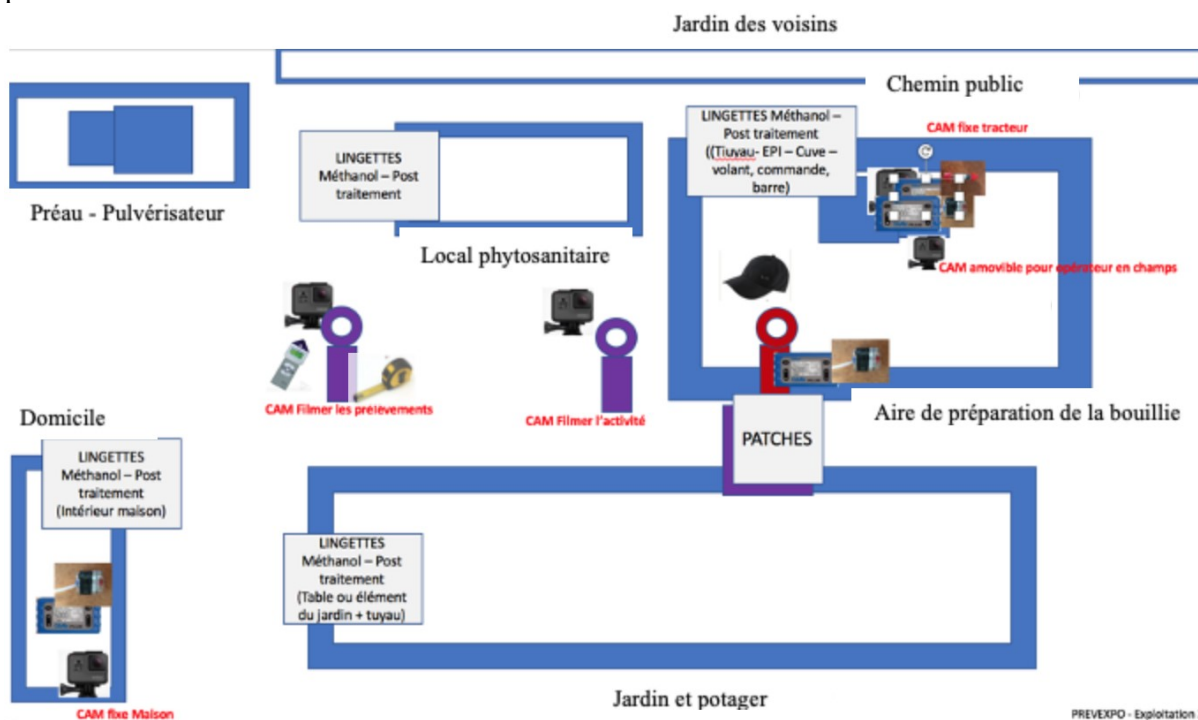 Jardin des voisins
Chemin public
LINGETTES Méthanol –
Post traitement
((Tiuyau- EPI – Cuve –
volant, commande,
barre)
CAM fixe tracteur
LINGETTES
Méthanol – Post
traitement
Préau - Pulvérisateur
Local phytosanitaire
CAM amovible pour opérateur en champs
CAM Filmer les prélèvements
CAM Filmer l'activité
Aire de préparation de la bouillie
Domicile
PATCHES
LINGETTES
Méthanol – Post
traitement
(Intérieur maison)
LINGETTES
Méthanol – Post
traitement
(Table ou élément
du jardin + tuyau)
Jardin et potager
CAM fixe Maison
PREVEXPO - Exploitation